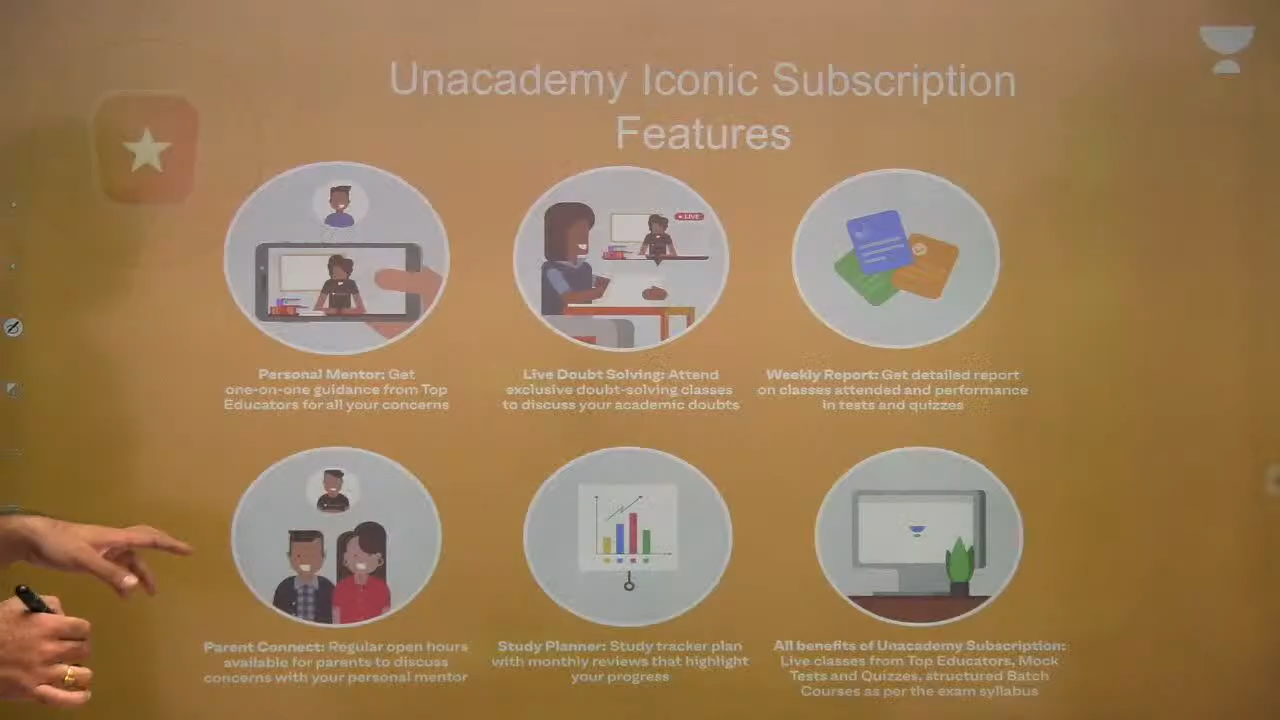 Unacademy Iconic Subscription
Features
LIVE
Personal Mentor: Get
one-on-one guidance from Top
Educators for all your concerns
Live Doubt Solving: Attend
exclusive doubt-solving classes
to discuss your academic doubts
Weekly Report: Get detailed report
on classes attended and performance
in tests and quizzes
Parent Connect: Regular open hours
available for parents to discuss
concerns with your personal mentor
Study Planner: Study tracker plan
with monthly reviews that highlight
your progress
All benefits of Unacademy Subscription:
Live classes from Top Educators, Mock
Tests and Quizzes, structured Batch
Courses as per the exam syllabus